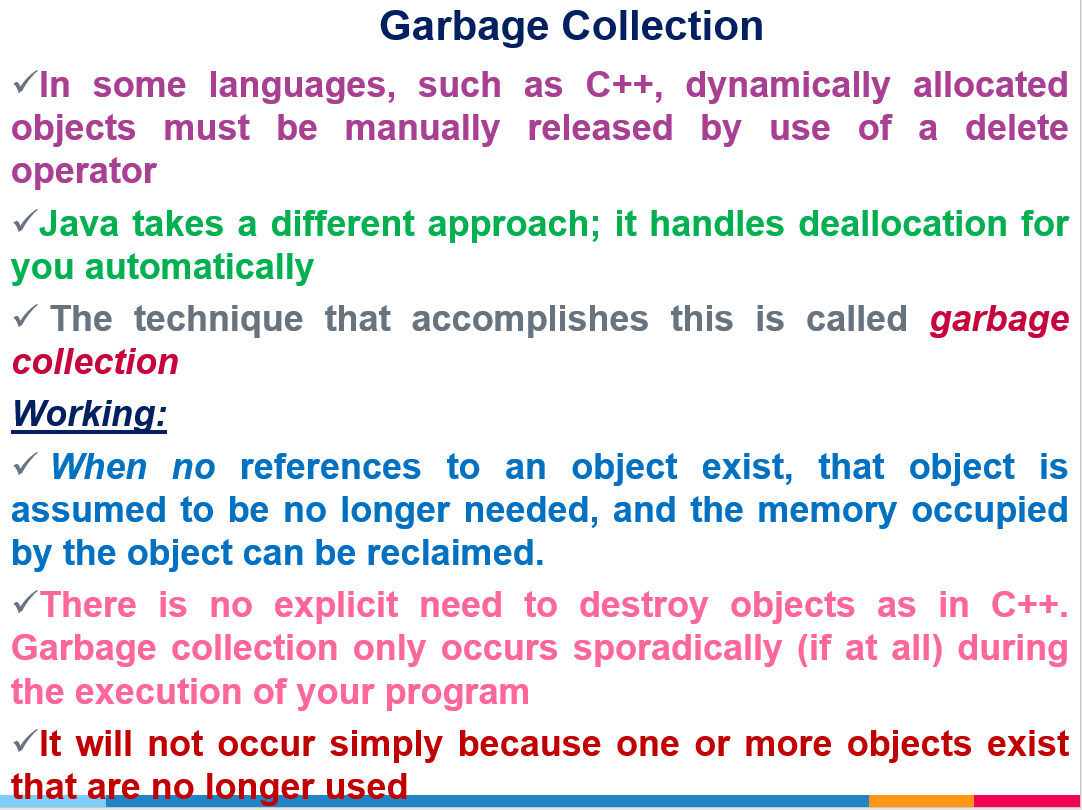 Garbage Collection
✓In some languages, such as C++, dynamically allocated
objects must be manually released by use of a delete
operator
✓Java takes a different approach; it handles deallocation for
you automatically
✓ The technique that accomplishes this is called garbage
collection
Working:
✓ When no references to an object exist, that object is
assumed to be no longer needed, and the memory occupied
by the object can be reclaimed.
✓There is no explicit need to destroy objects as in C++.
Garbage collection only occurs sporadically (if at all) during
the execution of your program
✓It will not occur simply because one or more objects exist
that are no longer used